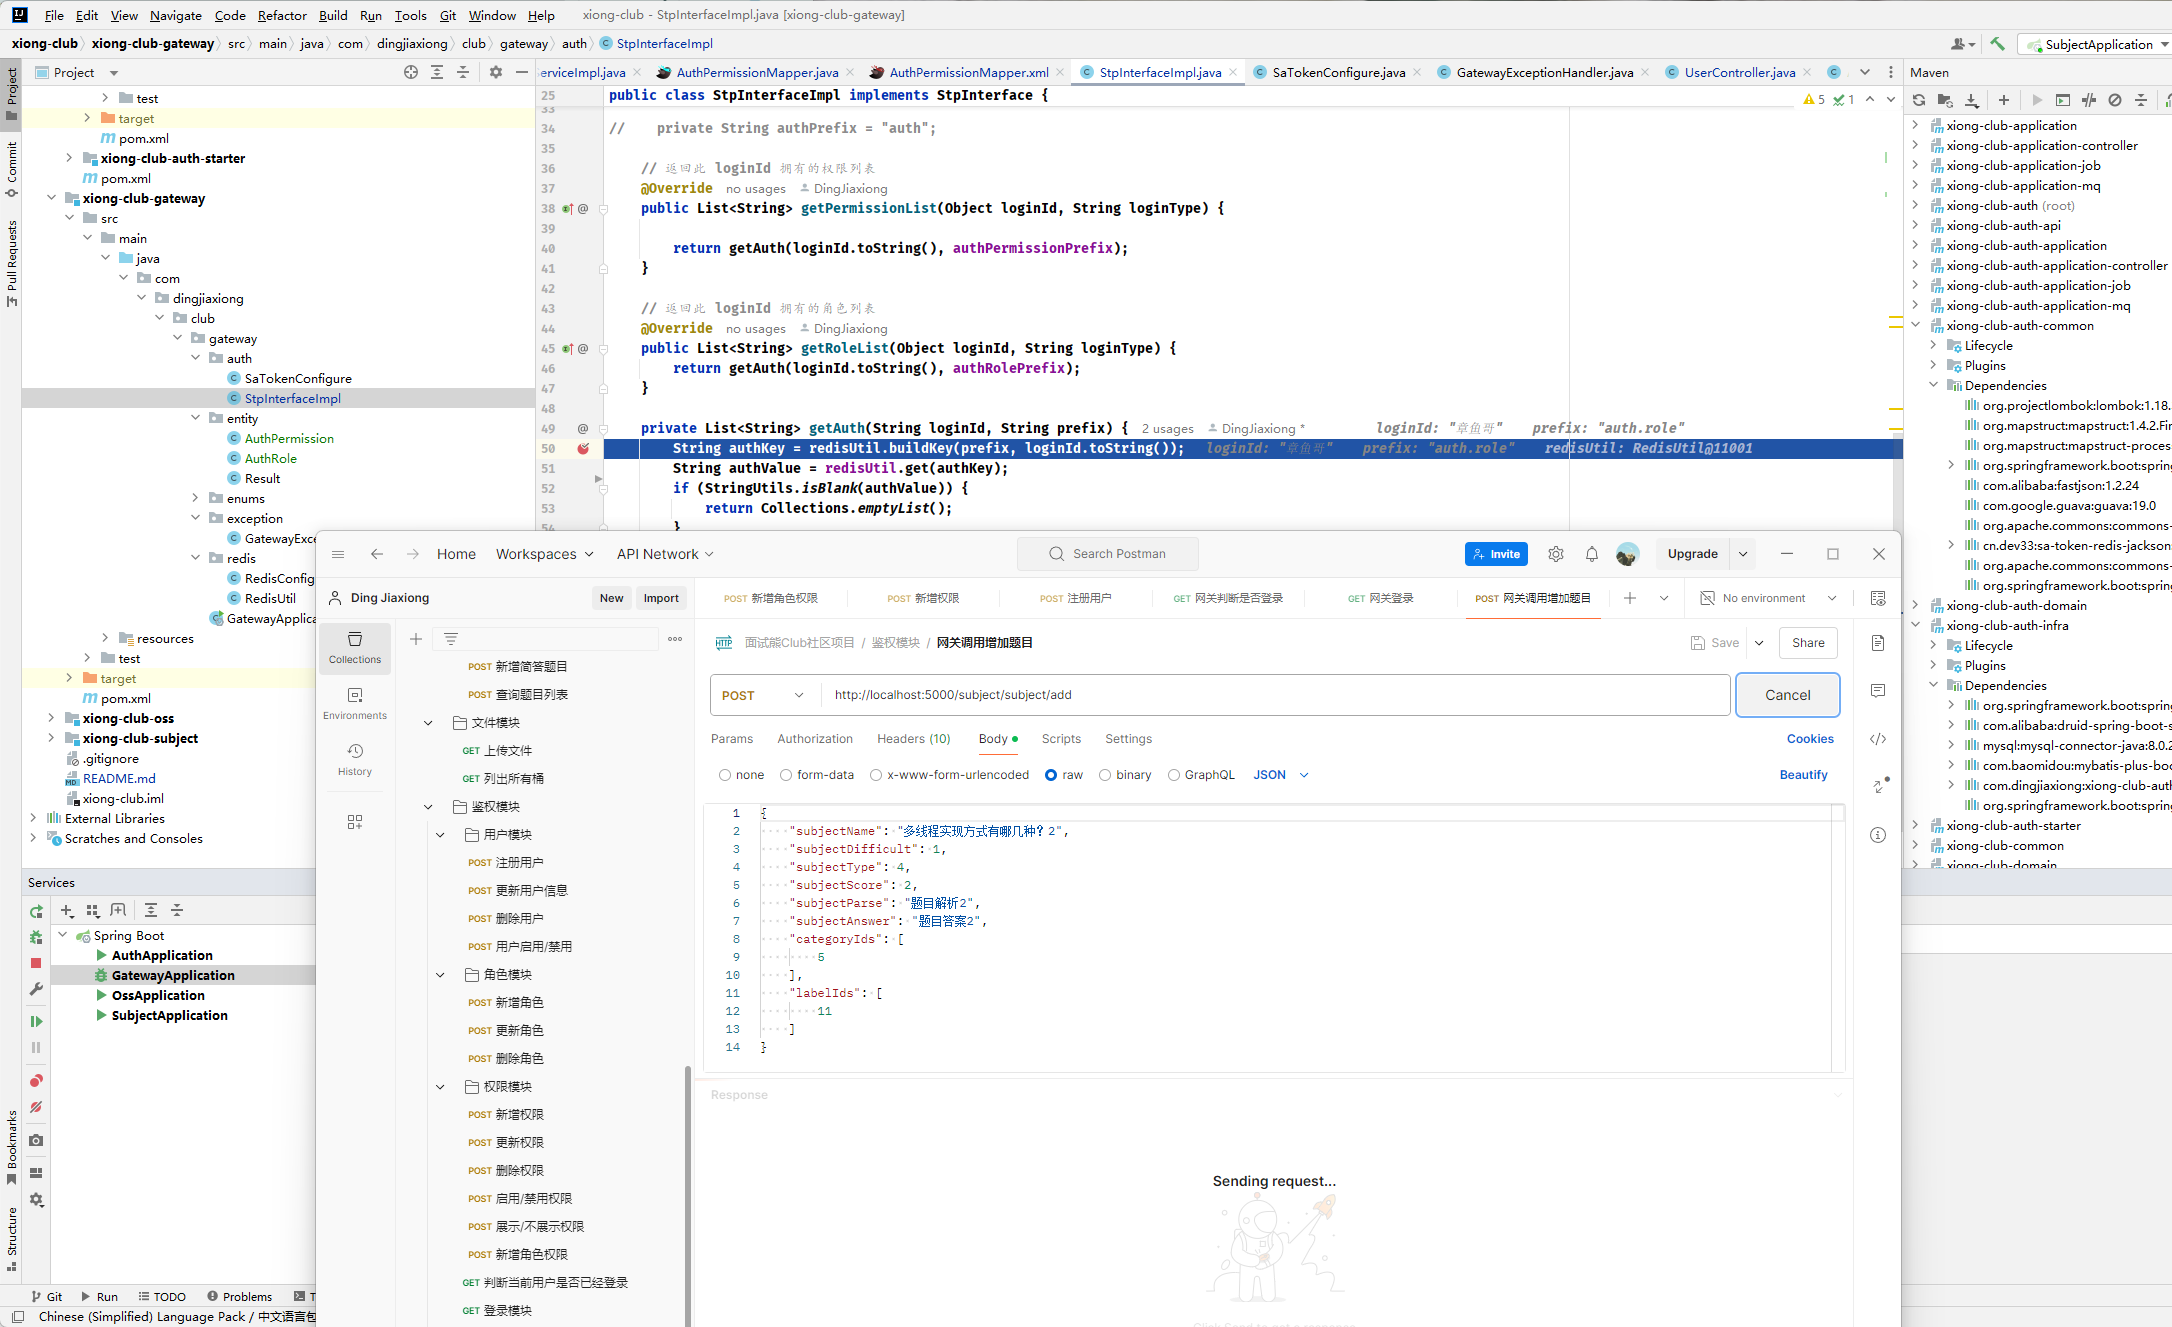 File Edit View Navigate Code Refactor Build Run Tools Git Window Help xiong-club - StpInterfaceImpl.java [xiong-club-gateway]
xiong-club xiong-club-gateway src main java com dingjiaxiong club gateway auth StpInterfaceImpl
SubjectApplication
Project
Commit
Pull Requests
Bookmarks
Structure
Project
test
target
pom.xml
xiong-club-auth-starter
pom.xml
xiong-club-gateway
src
main
java
com
dingjiaxiong
club
gateway
auth
SaTokenConfigure
StpInterfaceImpl
entity
AuthPermission
AuthRole
Result
enums
exception
GatewayExce
redis
RedisConfig
RedisUtil
GatewayApplica
resources
test
target
pom.xml
xiong-club-oss
xiong-club-subject
.gitignore
README.md
xiong-club.iml
External Libraries
Scratches and Consoles
erviceImpl.java AuthPermissionMapper.java AuthPermissionMapper.xml StpInterfaceImpl.java SaTokenConfigure.java GatewayExceptionHandler.java UserController.java
5 1
25 public class StpInterfaceImpl implements StpInterface {
33
34 // private String authPrefix = "auth";
35
36 // 返回此 loginId 拥有的权限列表
37 @Override no usages DingJiaxiong
38 public List<String> getPermissionList(Object loginId, String loginType) {
39
40 return getAuth(loginId.toString(), authPermissionPrefix);
41 }
42
43 // 返回此 loginId 拥有的角色列表
44 @Override no usages DingJiaxiong
45 public List<String> getRoleList(Object loginId, String loginType) {
46 return getAuth(loginId.toString(), authRolePrefix);
47 }
48
49 private List<String> getAuth(String loginId, String prefix) { 2 usages DingJiaxiong * loginId: "章鱼哥" prefix: "auth.role"
50 String authKey = redisUtil.buildKey(prefix, loginId.toString()); loginId: "章鱼哥" prefix: "auth.role" redisUtil: RedisUtil@11001
51 String authValue = redisUtil.get(authKey);
52 if (StringUtils.isBlank(authValue)) {
53 return Collections.emptyList();
54 }
Maven
xiong-club-application
xiong-club-application-controller
xiong-club-application-job
xiong-club-application-mq
xiong-club-auth (root)
xiong-club-auth-api
xiong-club-auth-application
xiong-club-auth-application-controller
xiong-club-auth-application-job
xiong-club-auth-application-mq
xiong-club-auth-common
Lifecycle
Plugins
Dependencies
org.projectlombok:lombok:1.18.
org.mapstruct:mapstruct:1.4.2.Fir
org.mapstruct:mapstruct-proces
org.springframework.boot:spring
com.alibaba:fastjson:1.2.24
com.google.guava:guava:19.0
org.apache.commons:commons-
cn.dev33:sa-token-redis-jackson:
org.apache.commons:commons-
org.springframework.boot:spring
xiong-club-auth-domain
xiong-club-auth-infra
Lifecycle
Plugins
Dependencies
org.springframework.boot:spring
com.alibaba:druid-spring-boot-s
mysql:mysql-connector-java:8.0.2
com.baomidou:mybatis-plus-boo
com.dingjiaxiong:xiong-club-auth
org.springframework.boot:spring
xiong-club-auth-starter
xiong-club-common
xiong-club-domain
Services
Spring Boot
AuthApplication
GatewayApplication
OssApplication
SubjectApplication
Git Run TODO Problems T
Chinese (Simplified) Language Pack / 中文语言包
Home Workspaces API Network Search Postman Invite Upgrade
Ding Jiaxiong New Import
POST 新增角色权限 POST 新增权限 POST 注册用户 GET 网关判断是否登录 GET 网关登录 POST 网关调用增加题目 No environment
Collections
Environments
History
POST 新增简答题目
POST 查询题目列表
文件模块
GET 上传文件
GET 列出所有桶
鉴权模块
用户模块
POST 注册用户
POST 更新用户信息
POST 删除用户
POST 用户启用/禁用
角色模块
POST 新增角色
POST 更新角色
POST 删除角色
权限模块
POST 新增权限
POST 更新权限
POST 删除权限
POST 启用/禁用权限
POST 展示/不展示权限
POST 新增角色权限
GET 判断当前用户是否已经登录
GET 登录模块
HTTP 面试熊Club社区项目 / 鉴权模块 / 网关调用增加题目 Save Share
POST http://localhost:5000/subject/subject/add Cancel
Params Authorization Headers (10) Body Scripts Settings Cookies
none form-data x-www-form-urlencoded raw binary GraphQL JSON Beautify
1 {
2 "subjectName": "多线程实现方式有哪几种？2",
3 "subjectDifficult": 1,
4 "subjectType": 4,
5 "subjectScore": 2,
6 "subjectParse": "题目解析2",
7 "subjectAnswer": "题目答案2",
8 "categoryIds": [
9 5
10 ],
11 "labelIds": [
12 11
13 ]
14 }
Response
Sending request...